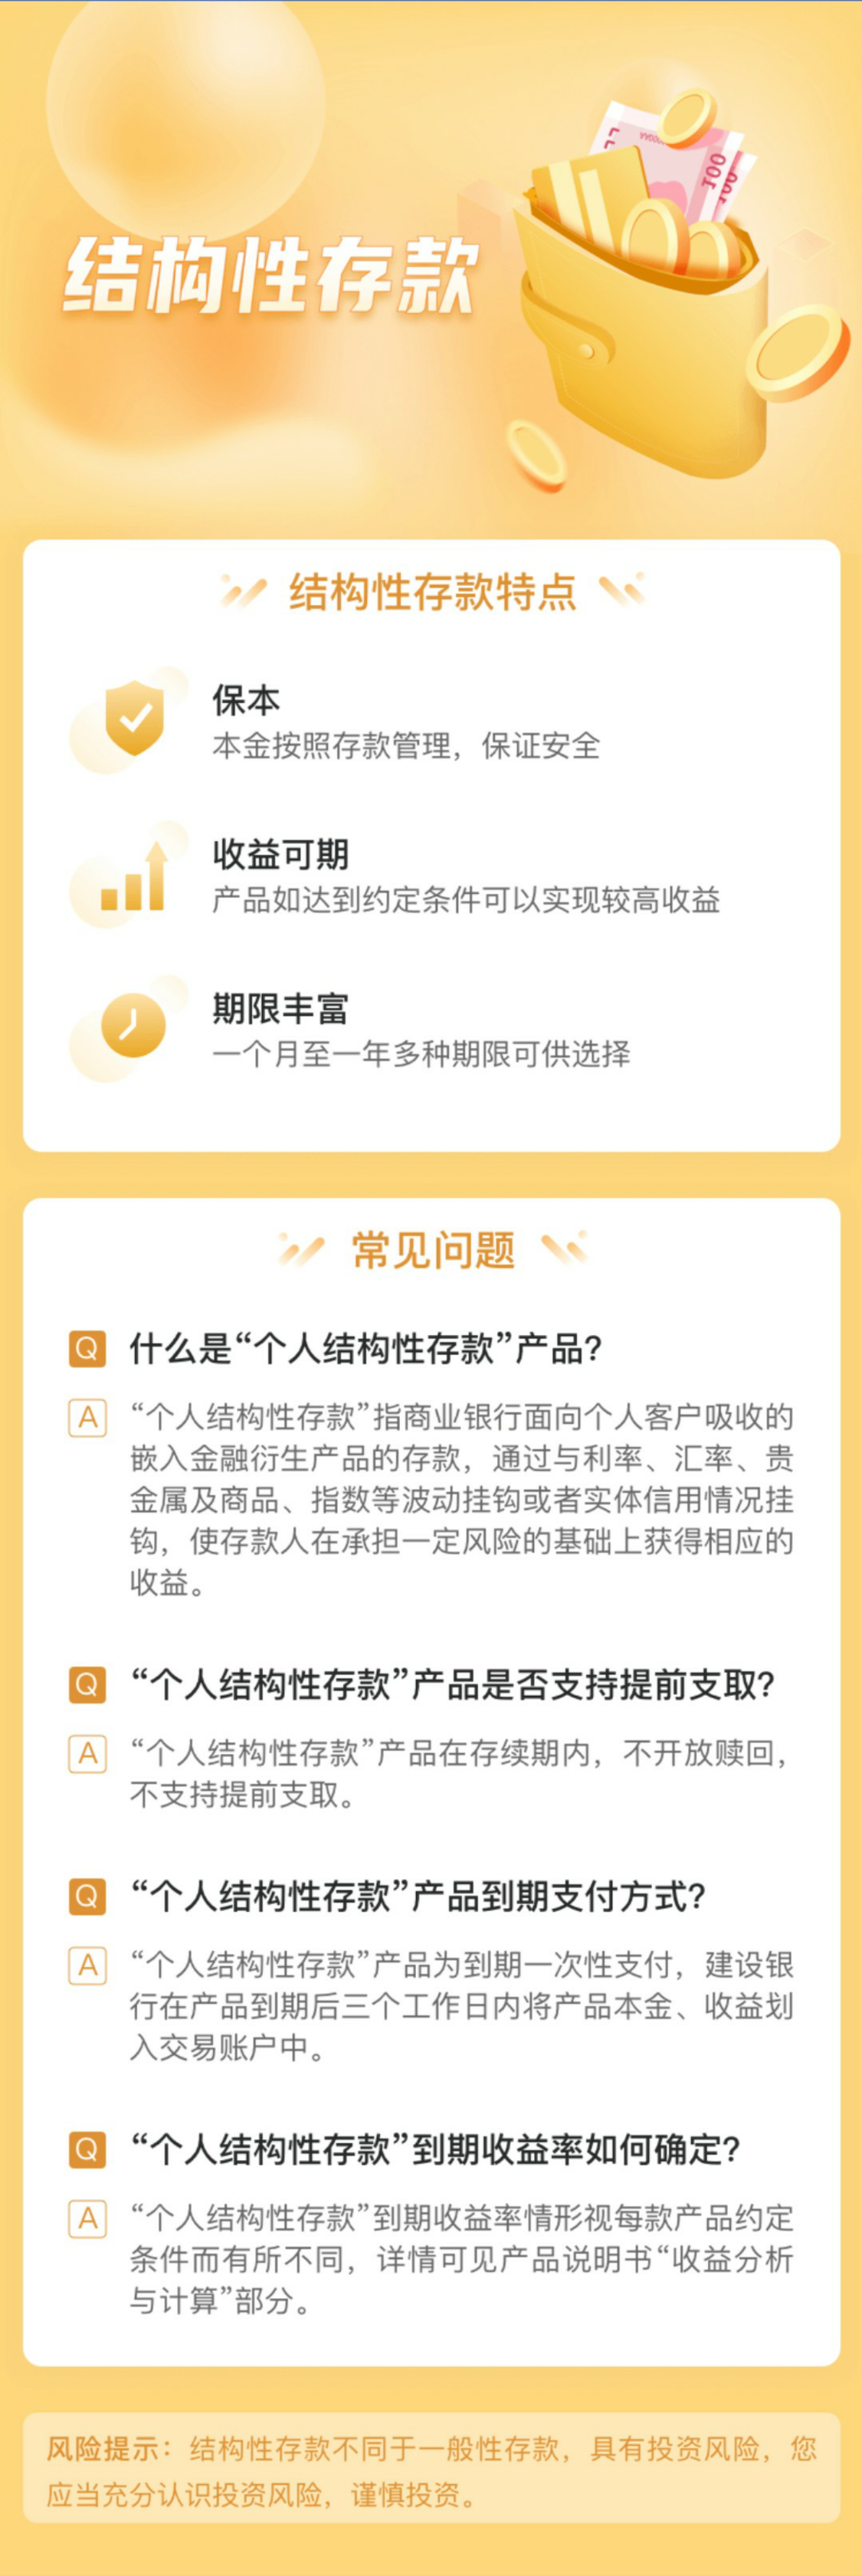 结构性存款
结构性存款特点
保本
本金按照存款管理，保证安全
收益可期
产品如达到约定条件可以实现较高收益
期限丰富
一个月至一年多种期限可供选择
常见问题
Q 什么是“个人结构性存款”产品?
A “个人结构性存款”指商业银行面向个人客户吸收的
嵌入金融衍生产品的存款，通过与利率、汇率、贵
金属及商品、指数等波动挂钩或者实体信用情况挂
钩，使存款人在承担一定风险的基础上获得相应的
收益。
Q “个人结构性存款”产品是否支持提前支取?
A “个人结构性存款”产品在存续期内，不开放赎回，
不支持提前支取。
Q “个人结构性存款”产品到期支付方式?
A “个人结构性存款”产品为到期一次性支付，建设银
行在产品到期后三个工作日内将产品本金、收益划
入交易账户中。
Q “个人结构性存款”到期收益率如何确定?
A “个人结构性存款”到期收益率情形视每款产品约定
条件而有所不同，详情可见产品说明书“收益分析
与计算”部分。
风险提示：结构性存款不同于一般性存款，具有投资风险，您
应当充分认识投资风险，谨慎投资。